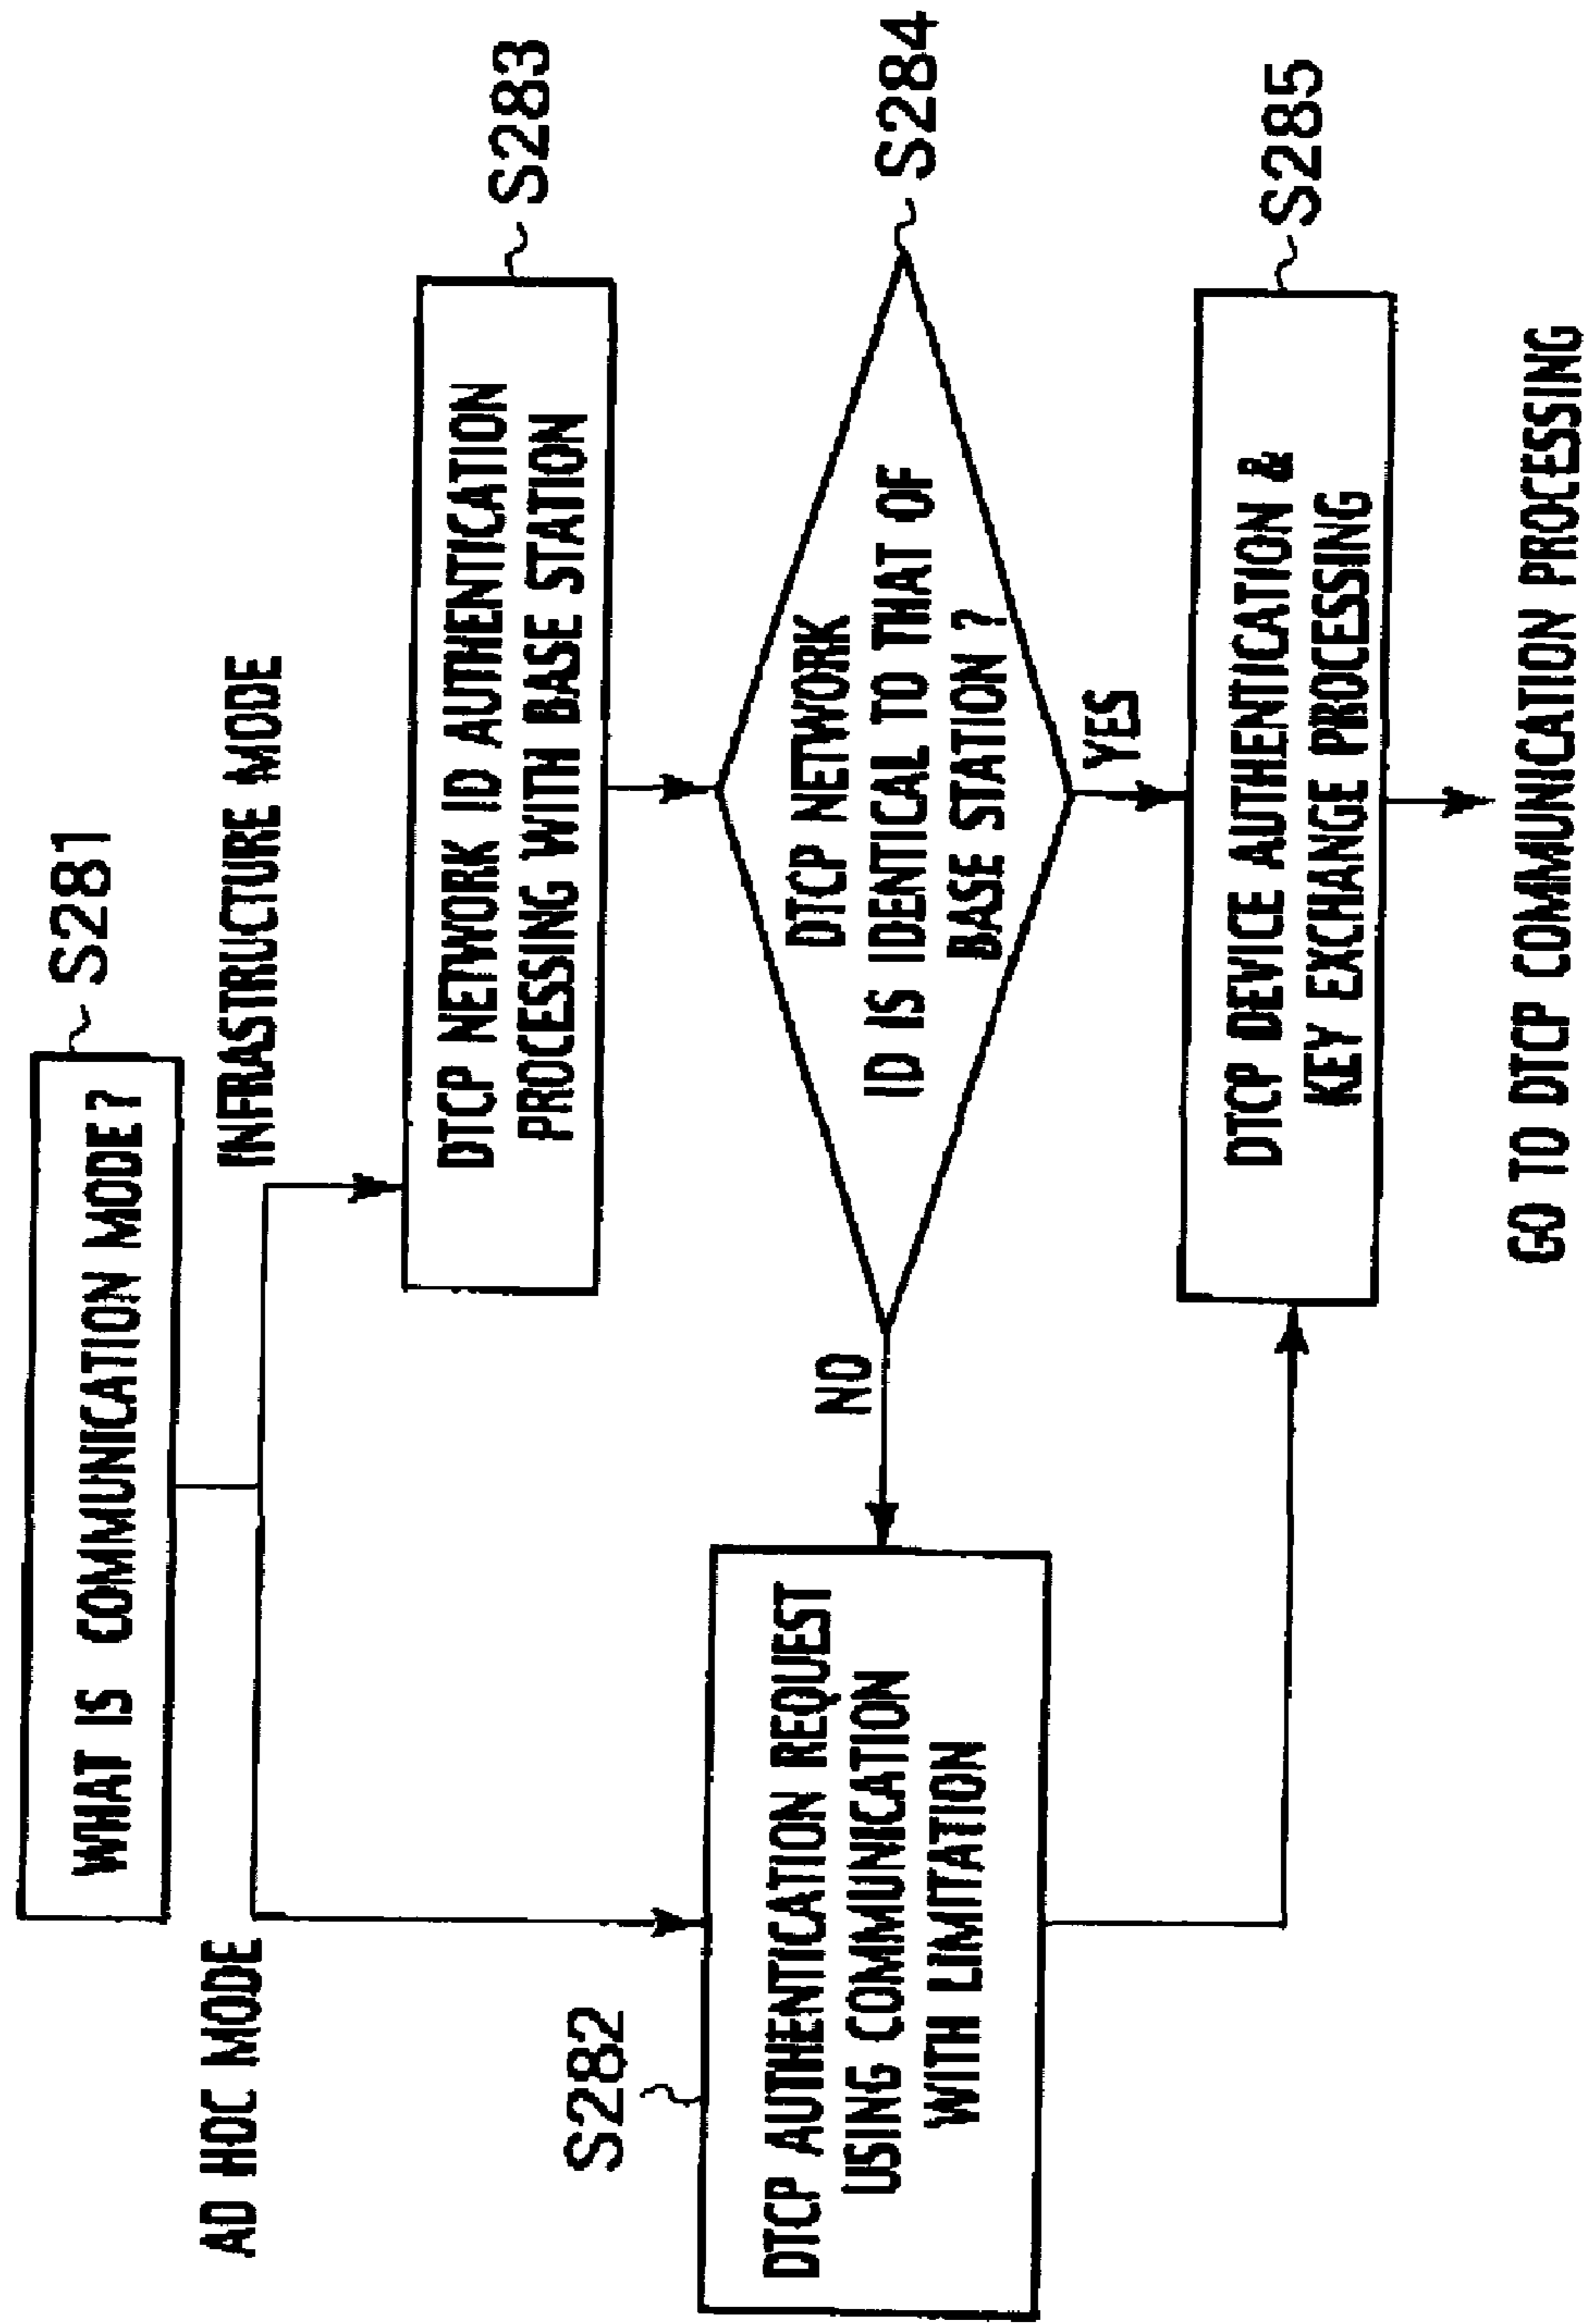 WHAT IS COMMUNICATION MODE?
S281
AD HOC MODE
INFRASTRUCTURE MODE
S282
DTCP AUTHENTICATION REQUEST
USING COMMUNICATION
WITH LIMITATION
DTCP NETWORK ID AUTHENTICATION
PROCESSING WITH BASE STATION
S283
NO
DTCP NETWORK
ID IS IDENTICAL TO THAT OF
BASE STATION ?
S284
YES
DTCP DEVICE AUTHENTICATION &
KEY EXCHANGE PROCESSING
S285
GO TO DTCP COMMUNICATION PROCESSING